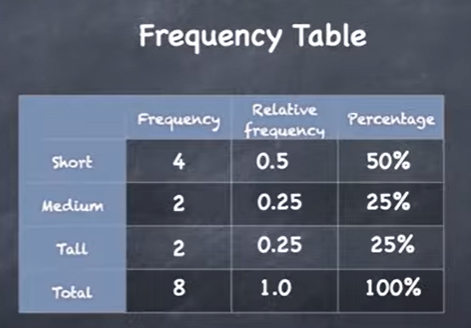 Frequency Table
Frequency Relative frequency Percentage
Short 4 0.5 50%
Medium 2 0.25 25%
Tall 2 0.25 25%
Total 8 1.0 100%